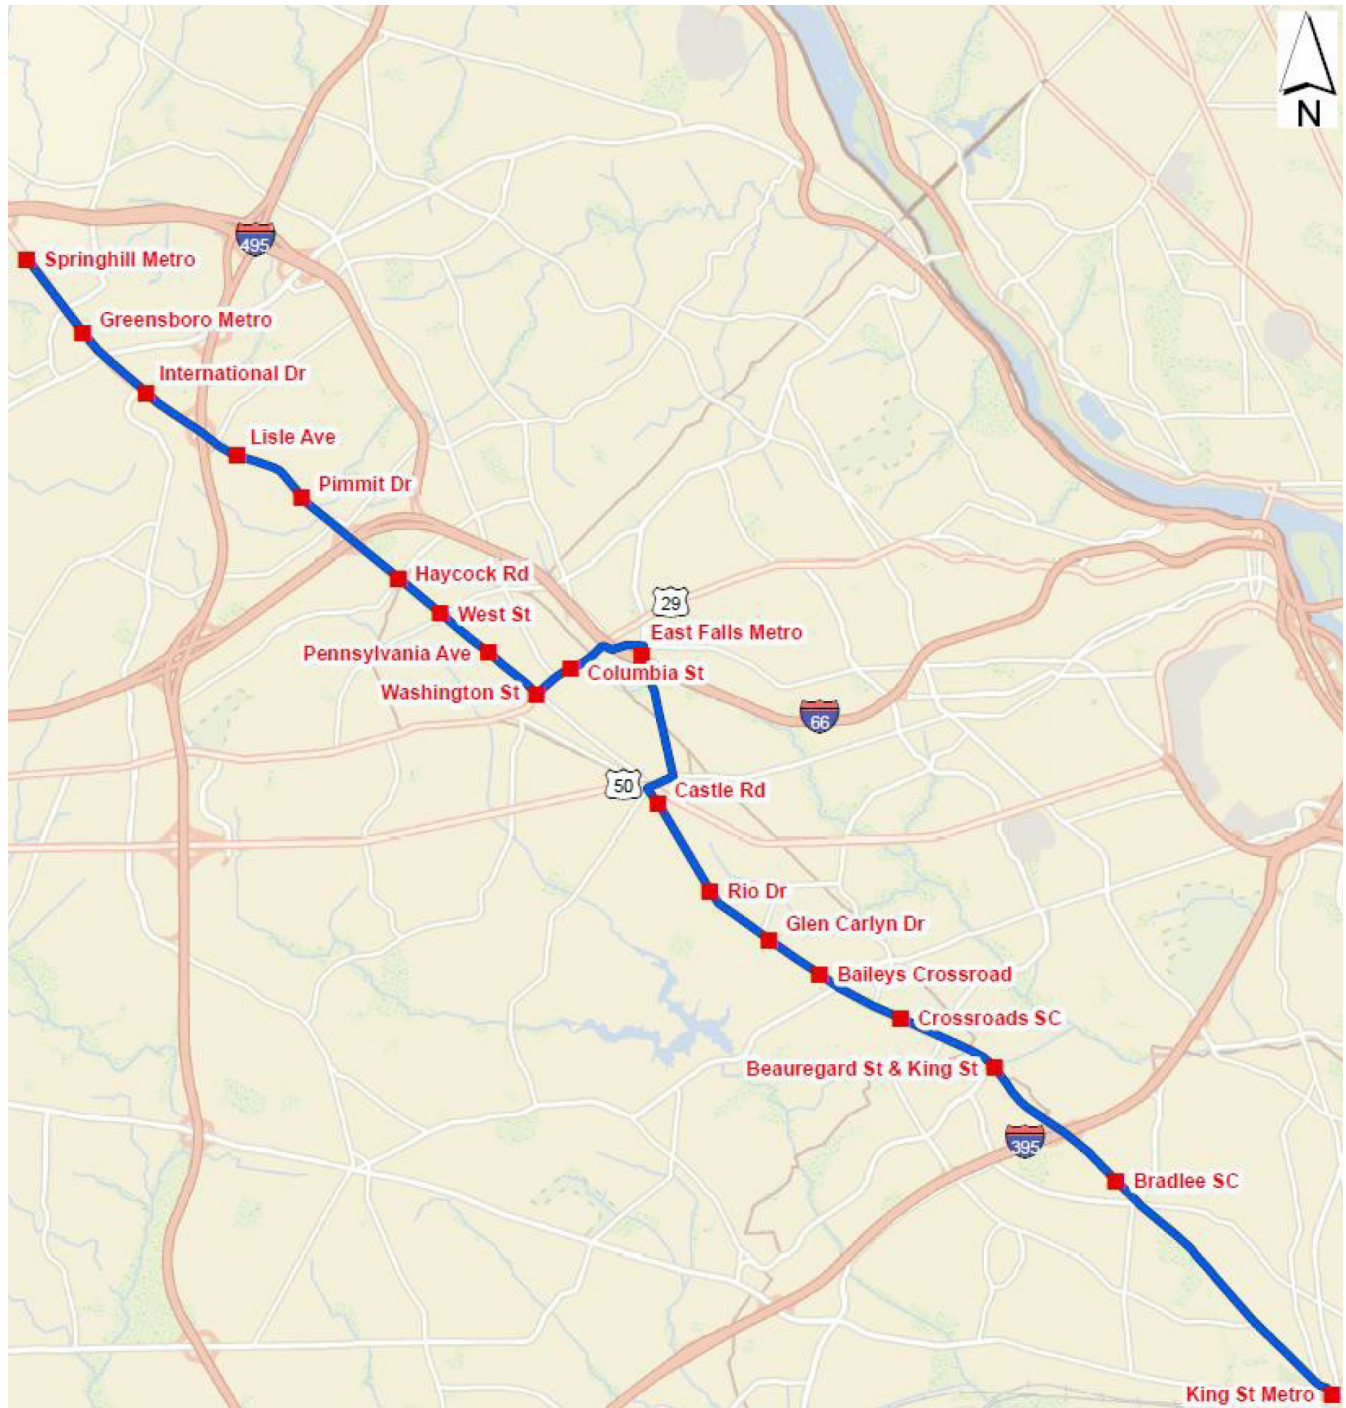 N
495
Springhill Metro
Greensboro Metro
International Dr
Lisle Ave
Pimmit Dr
Haycock Rd
West St
29
East Falls Metro
Pennsylvania Ave
Columbia St
Washington St
66
50
Castle Rd
Rio Dr
Glen Carlyn Dr
Baileys Crossroad
Crossroads SC
Beauregard St & King St
395
Bradlee SC
King St Metro